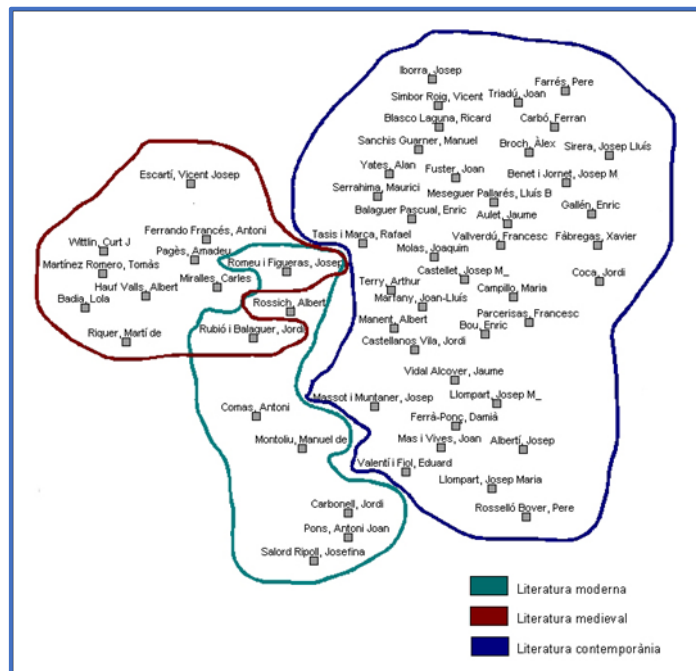 Iborra, Josep
Farrés, Pere
Simbor Roig, Vicent
Triadú, Joan
Blasco Laguna, Ricard
Carbó, Ferran
Sanchis Guarner, Manuel
Broch, Àlex
Sirera, Josep Lluís
Yates, Alan
Fuster, Joan
Benet i Jornet, Josep M
Escartí, Vicent Josep
Serrahima, Maurici
Meseguer Pallarés, Lluís B
Balaguer Pascual, Enric
Aulet, Jaume
Gallén, Enric
Ferrando Francés, Antoni
Tasis i Marca, Rafael
Vallverdú, Francesc
Fàbregas, Xavier
Wittlin, Curt J
Pagès, Amadeu
Molas, Joaquim
Martínez Romero, Tomàs
Romeu i Figueras, Josep
Castellet, Josep M_
Coca, Jordi
Hauf Valls, Albert
Miralles, Carles
Terry, Arthur
Campillo, Maria
Badia, Lola
Rossich, Albert
Marfany, Joan-Lluís
Parcerisas, Francesc
Riquer, Martí de
Rubió i Balaguer, Jordi
Manent, Albert
Bou, Enric
Castellanos Vila, Jordi
Vidal Alcover, Jaume
Massot i Muntaner, Josep
Llompart, Josep M_
Comas, Antoni
Ferrà-Ponç, Damià
Montoliu, Manuel de
Mas i Vives, Joan
Albertí, Josep
Valentí i Fiol, Eduard
Llompart, Josep Maria
Carbonell, Jordi
Rosselló Bover, Pere
Pons, Antoni Joan
Salord Ripoll, Josefina
Literatura moderna
Literatura medieval
Literatura contemporània